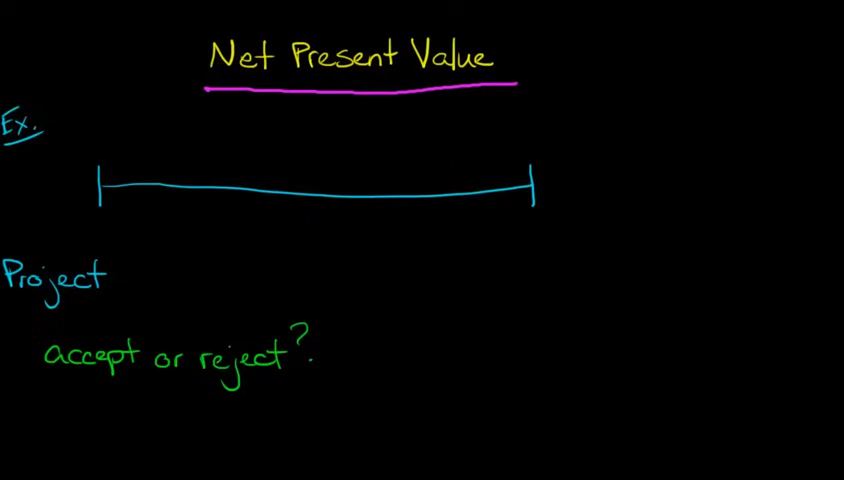 Net Present Value
Ex.
Project
accept or reject?